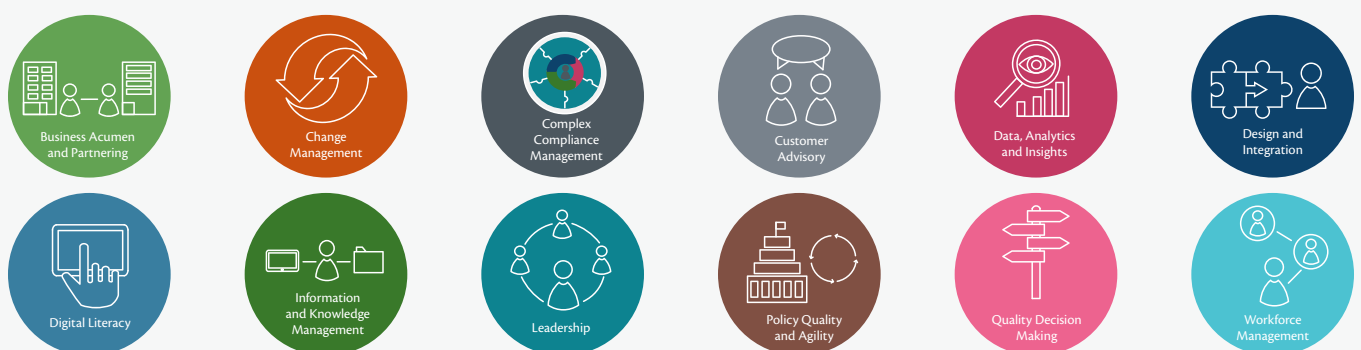 Business Acumen
and Partnering
Change
Management
Complex
Compliance
Management
Customer
Advisory
Data, Analytics
and Insights
Design and
Integration
Digital Literacy
Information
and Knowledge
Management
Leadership
Policy Quality
and Agility
Quality Decision
Making
Workforce
Management